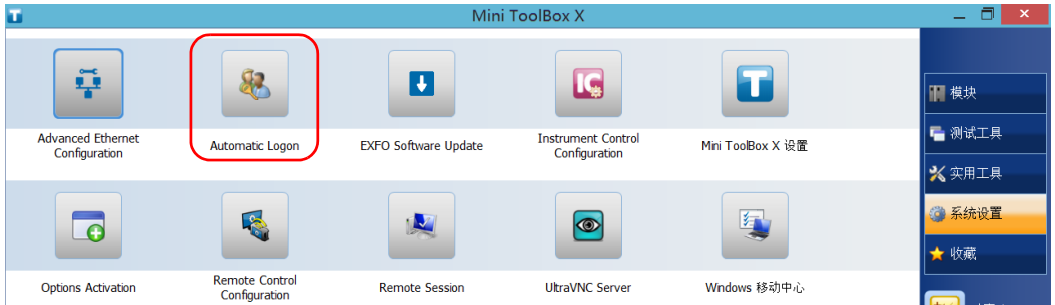 Mini ToolBox X
Advanced Ethernet
Configuration
Automatic Logon
EXFO Software Update
Instrument Control
Configuration
Mini ToolBox X 设置
Options Activation
Remote Control
Configuration
Remote Session
UltraVNC Server
Windows 移动中心
模块
测试工具
实用工具
系统设置
收藏